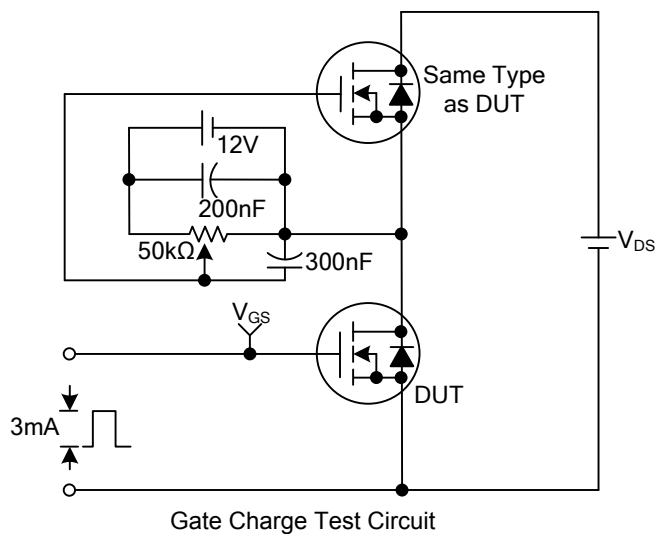 Same Type
as DUT
12V
200nF
50kΩ
300nF
V_DS
V_GS
DUT
3mA
Gate Charge Test Circuit